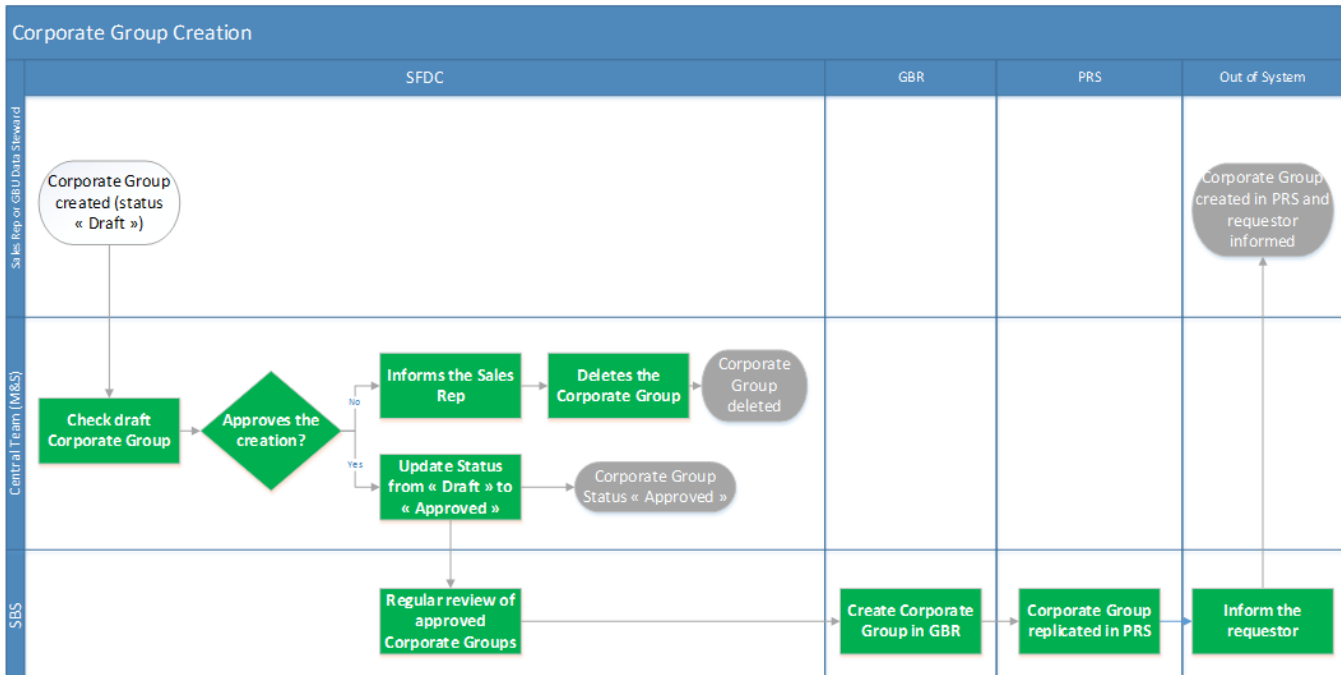 Corporate Group Creation
SFDC
GBR
PRS
Out of System
Sales Rep or GBU Data Steward
Corporate Group
created (status
« Draft »)
Corporate Group
created in PRS and
requestor
informed
Central Team (M&S)
Check draft
Corporate Group
Approves the
creation?
No
Informs the Sales
Rep
Deletes the
Corporate Group
Corporate
Group
deleted
Yes
Update Status
from « Draft » to
« Approved »
Corporate Group
Status « Approved »
SBS
Regular review of
approved
Corporate Groups
Create Corporate
Group in GBR
Corporate Group
replicated in PRS
Inform the
requestor